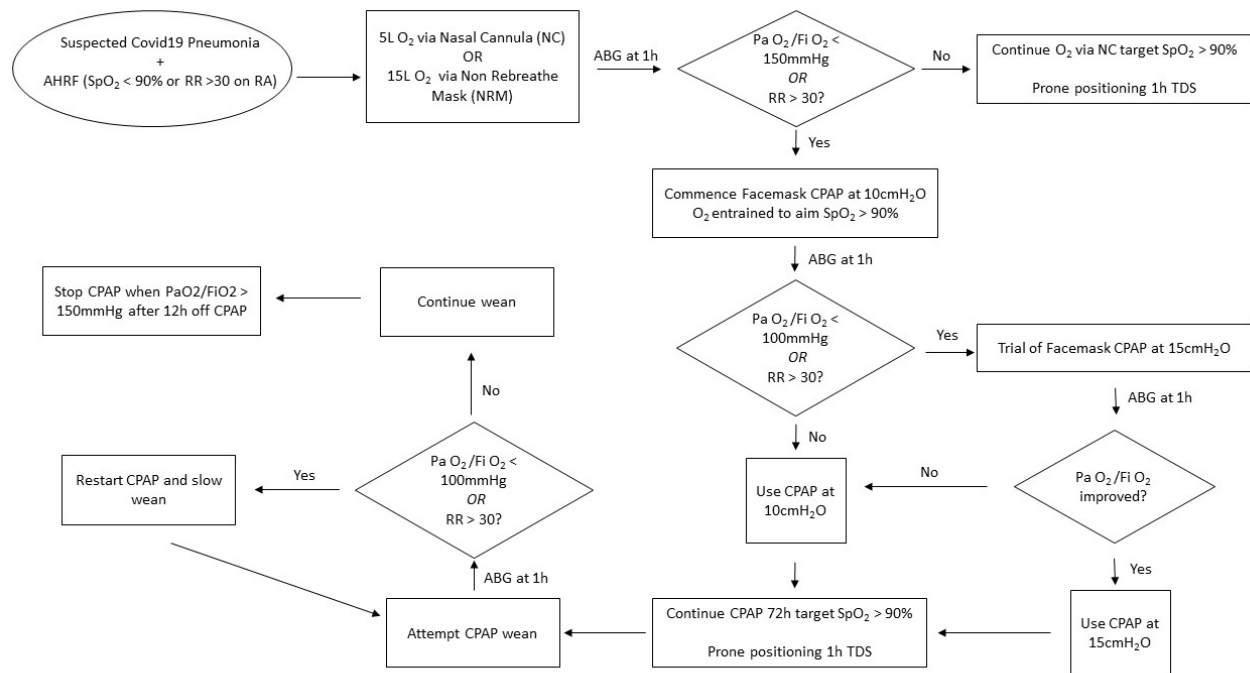 Suspected Covid19 Pneumonia
+
AHRF (SpO₂ < 90% or RR >30 on RA)
5L O₂ via Nasal Cannula (NC)
OR
15L O₂ via Non Rebreathe
Mask (NRM)
ABG at 1h
Pa O₂/Fi O₂ <
150mmHg
OR
RR > 30?
No
Continue O₂ via NC target SpO₂ > 90%
Prone positioning 1h TDS
Yes
Commence Facemask CPAP at 10cmH₂O
O₂ entrained to aim SpO₂ > 90%
ABG at 1h
Pa O₂/Fi O₂ <
100mmHg
OR
RR > 30?
Yes
Trial of Facemask CPAP at 15cmH₂O
ABG at 1h
Pa O₂/Fi O₂
improved?
No
No
Use CPAP at
10cmH₂O
Yes
Use CPAP at
15cmH₂O
Continue CPAP 72h target SpO₂ > 90%
Prone positioning 1h TDS
Attempt CPAP wean
ABG at 1h
Pa O₂/Fi O₂ <
100mmHg
OR
RR > 30?
Yes
Restart CPAP and slow
wean
No
Continue wean
Stop CPAP when PaO2/FiO2 >
150mmHg after 12h off CPAP